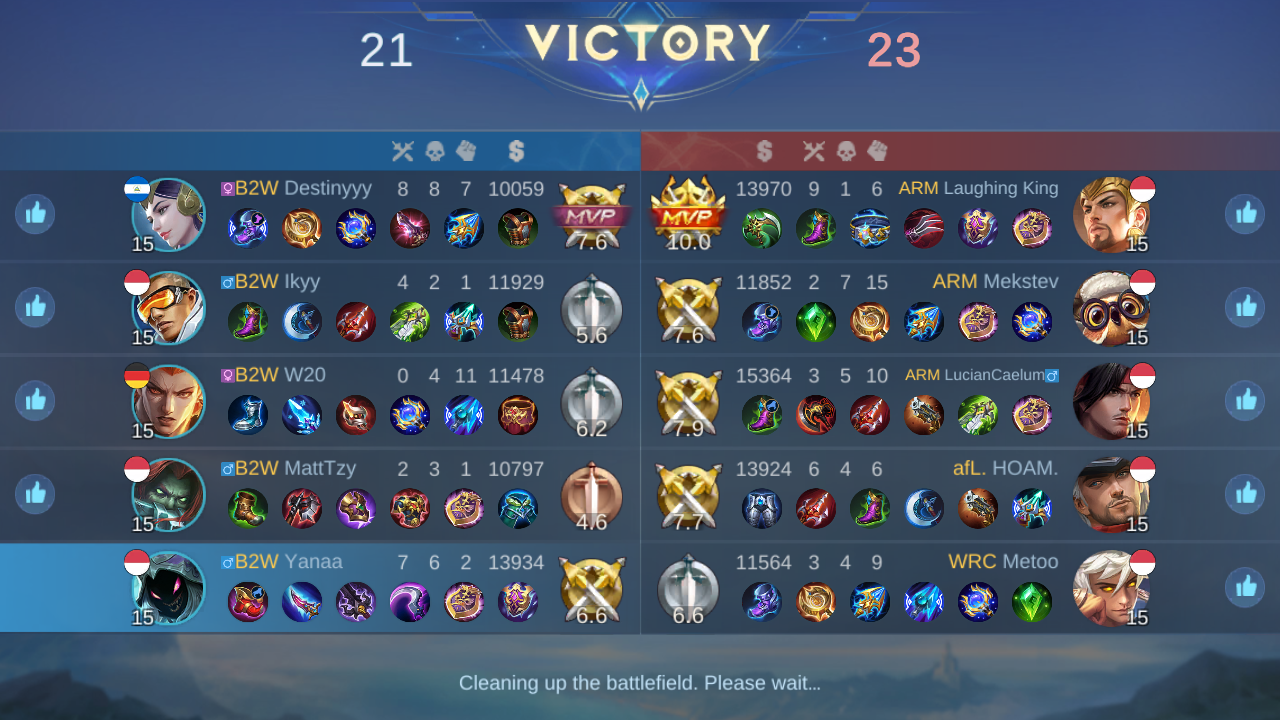 21 VICTORY 23
B2W Destinyyy 8 8 7 10059 MVP 7.6 15
MVP 10.0 13970 9 1 6 ARM Laughing King 15
B2W Ikyy 4 2 1 11929 5.6 15
7.6 11852 2 7 15 ARM Mekstev 15
B2W W20 0 4 11 11478 6.2 15
7.9 15364 3 5 10 ARM LucianCaelum 15
B2W MattTzy 2 3 1 10797 4.6 15
7.7 13924 6 4 6 afL. HOAM. 15
B2W Yanaa 7 6 2 13934 6.6 15
6.6 11564 3 4 9 WRC Metoo 15
Cleaning up the battlefield. Please wait...